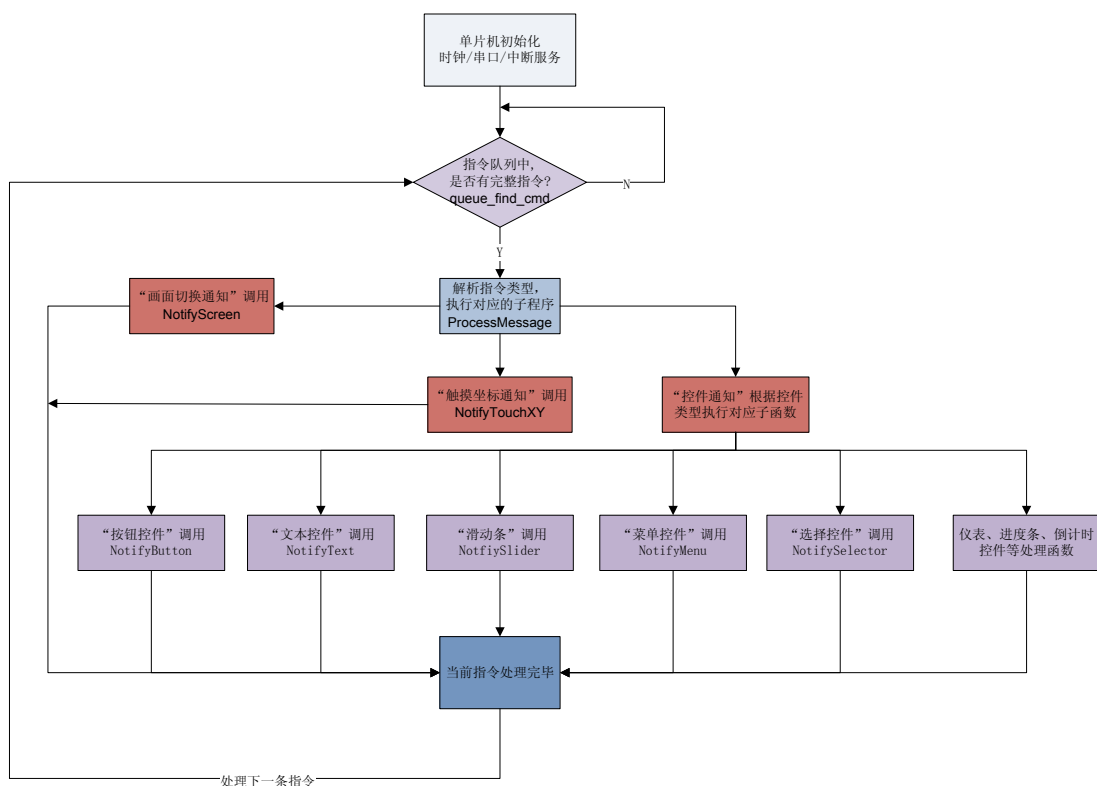 单片机初始化
时钟/串口/中断服务
指令队列中,
是否有完整指令?
queue_find_cmd
N
Y
“画面切换通知”调用
NotifyScreen
解析指令类型,
执行对应的子程序
ProcessMessage
“触摸坐标通知”调用
NotifyTouchXY
“控件通知”根据控件
类型执行对应子函数
“按钮控件”调用
NotifyButton
“文本控件”调用
NotifyText
“滑动条”调用
NotfiySlider
“菜单控件”调用
NotifyMenu
“选择控件”调用
NotifySelector
仪表、进度条、倒计时
控件等处理函数
当前指令处理完毕
处理下一条指令